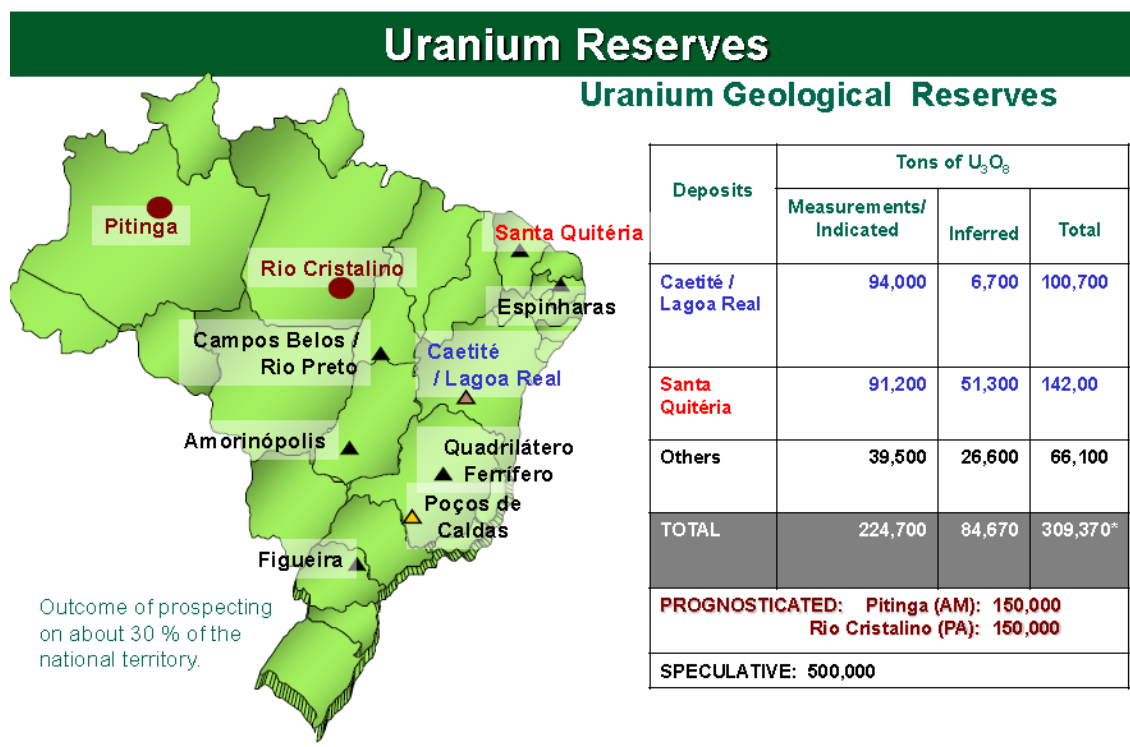 Uranium Reserves
Uranium Geological Reserves
Pitinga
Rio Cristalino
Santa Quitéria
Espinharas
Campos Belos /
Rio Preto
Caetité
/ Lagoa Real
Amorinópolis
Quadrilátero
Ferrífero
Poços de
Caldas
Figueira
Outcome of prospecting
on about 30 % of the
national territory.
Deposits
Tons of U3O8
Measurements/
Indicated
Inferred
Total
Caetité /
Lagoa Real
94,000
6,700
100,700
Santa
Quitéria
91,200
51,300
142,00
Others
39,500
26,600
66,100
TOTAL
224,700
84,670
309,370*
PROGNOSTICATED: Pitinga (AM): 150,000
Rio Cristalino (PA): 150,000
SPECULATIVE: 500,000